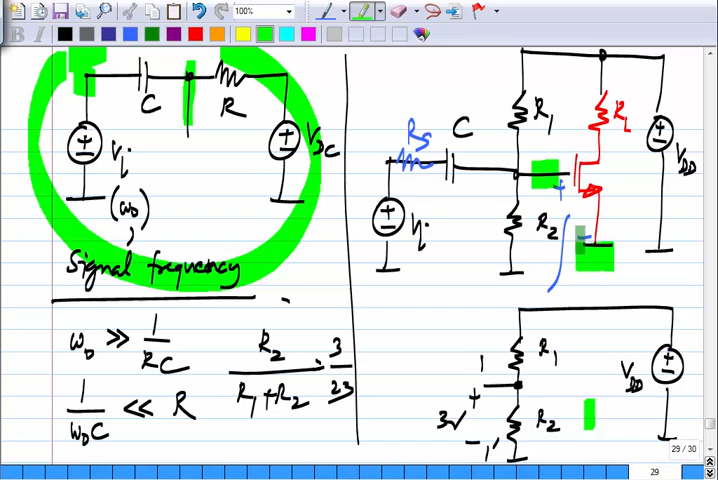 100%
B I
C
R
Vi
VDC
(ω0)
Signal frequency
ω0 >> 1/RC
1/ω0C << R
R2/(R1+R2) : 3/23
R1
RL
RS
C
+
VDD
R2
−
Vi
R1
1
+
3V
−
1'
R2
VDD
29 / 30
29